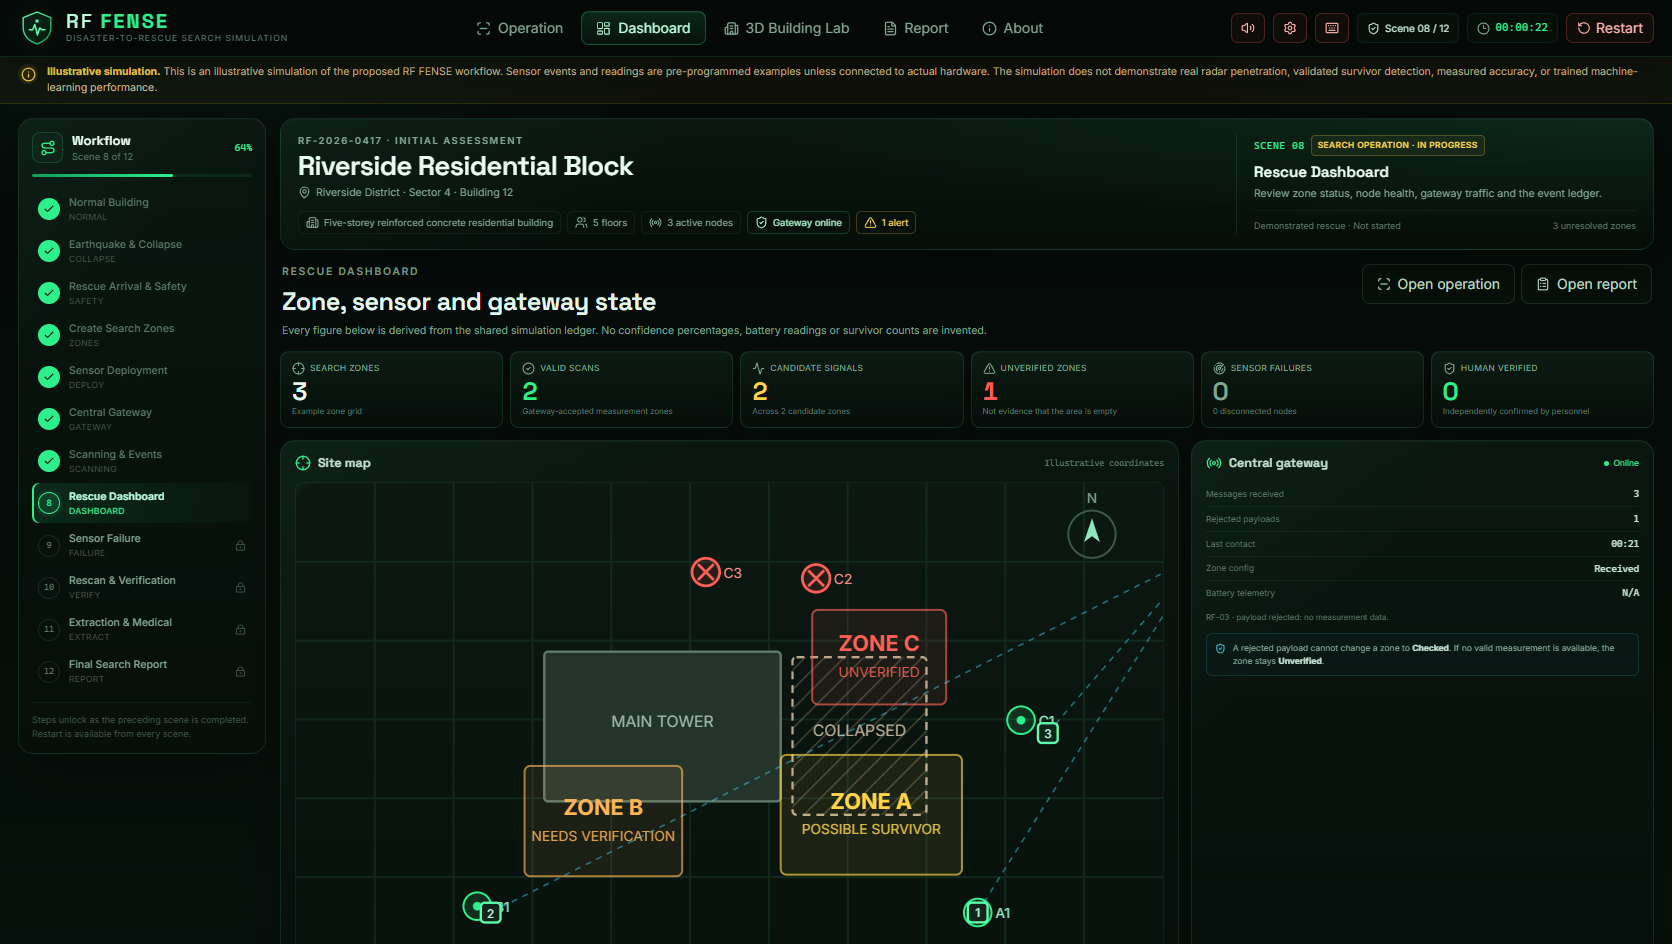 RF FENSE
DISASTER-TO-RESCUE SEARCH SIMULATION
Operation
Dashboard
3D Building Lab
Report
About
Scene 08 / 12
00:00:22
Restart
Illustrative simulation. This is an illustrative simulation of the proposed RF FENSE workflow. Sensor events and readings are pre-programmed examples unless connected to actual hardware. The simulation does not demonstrate real radar penetration, validated survivor detection, measured accuracy, or trained machine-
learning performance.
Workflow
Scene 8 of 12
64%
Normal Building
NORMAL
Earthquake & Collapse
COLLAPSE
Rescue Arrival & Safety
SAFETY
Create Search Zones
ZONES
Sensor Deployment
DEPLOY
Central Gateway
GATEWAY
Scanning & Events
SCANNING
8
Rescue Dashboard
DASHBOARD
9
Sensor Failure
FAILURE
10
Rescan & Verification
VERIFY
11
Extraction & Medical
EXTRACT
12
Final Search Report
REPORT
Steps unlock as the preceding scene is completed.
Restart is available from every scene.
RF-2026-0417 · INITIAL ASSESSMENT
Riverside Residential Block
Riverside District · Sector 4 · Building 12
Five-storey reinforced concrete residential building
5 floors
3 active nodes
Gateway online
1 alert
SCENE 08
SEARCH OPERATION · IN PROGRESS
Rescue Dashboard
Review zone status, node health, gateway traffic and the event ledger.
Demonstrated rescue · Not started
3 unresolved zones
RESCUE DASHBOARD
Zone, sensor and gateway state
Every figure below is derived from the shared simulation ledger. No confidence percentages, battery readings or survivor counts are invented.
Open operation
Open report
SEARCH ZONES
3
Example zone grid
VALID SCANS
2
Gateway-accepted measurement zones
CANDIDATE SIGNALS
2
Across 2 candidate zones
UNVERIFIED ZONES
1
Not evidence that the area is empty
SENSOR FAILURES
0
0 disconnected nodes
HUMAN VERIFIED
0
Independently confirmed by personnel
Site map
Illustrative coordinates
N
C3
C2
ZONE C
UNVERIFIED
MAIN TOWER
COLLAPSED
C1
3
ZONE B
NEEDS VERIFICATION
ZONE A
POSSIBLE SURVIVOR
2
1
A1
Central gateway
Online
Messages received
3
Rejected payloads
1
Last contact
00:21
Zone config
Received
Battery telemetry
N/A
RF-03 · payload rejected: no measurement data.
A rejected payload cannot change a zone to Checked. If no valid measurement is available, the
zone stays Unverified.